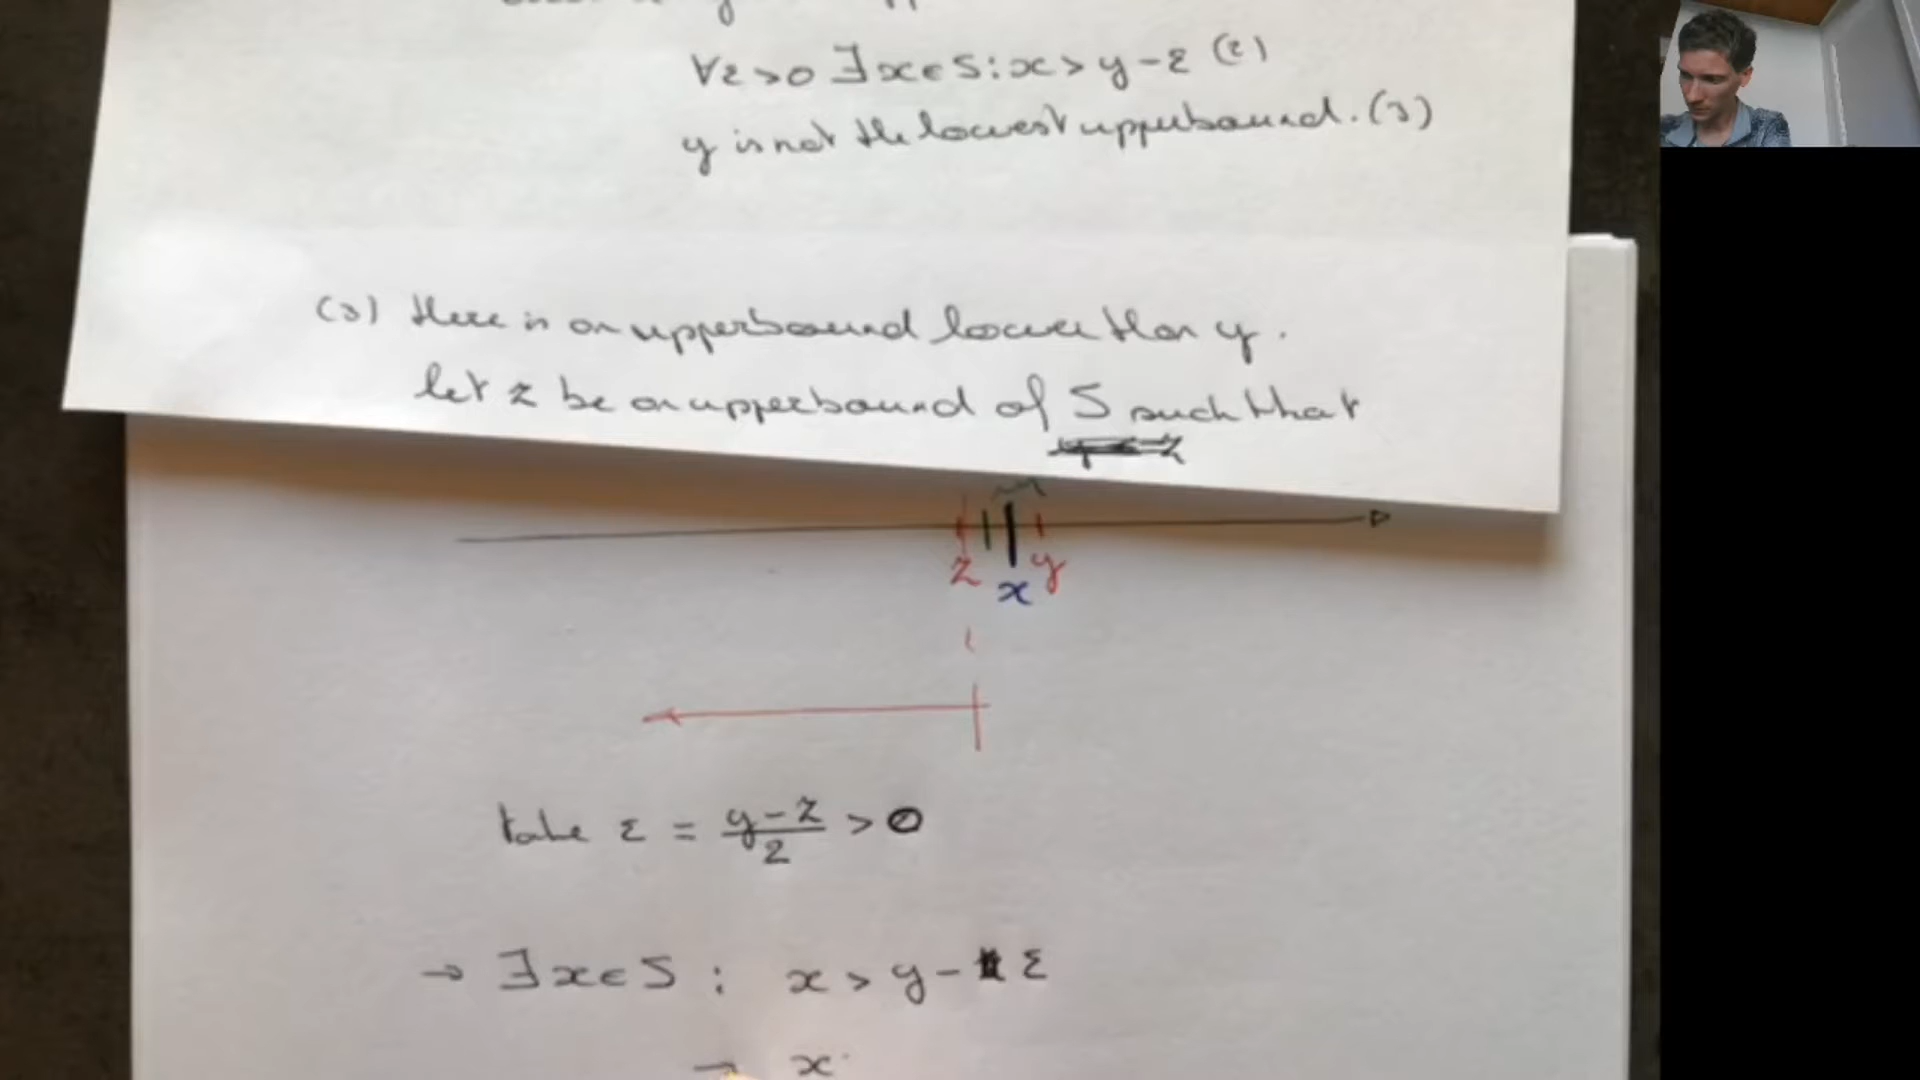 ∀ε>0 ∃x∈S: x > y-ε (2)
y is not the lowest upperbound. (3)
(3) there is an upperbound lower than y.
let z be an upperbound of S such that
z
x
y
take ε = (y-z)/2 > 0
→ ∃x∈S : x > y - ε
→ x